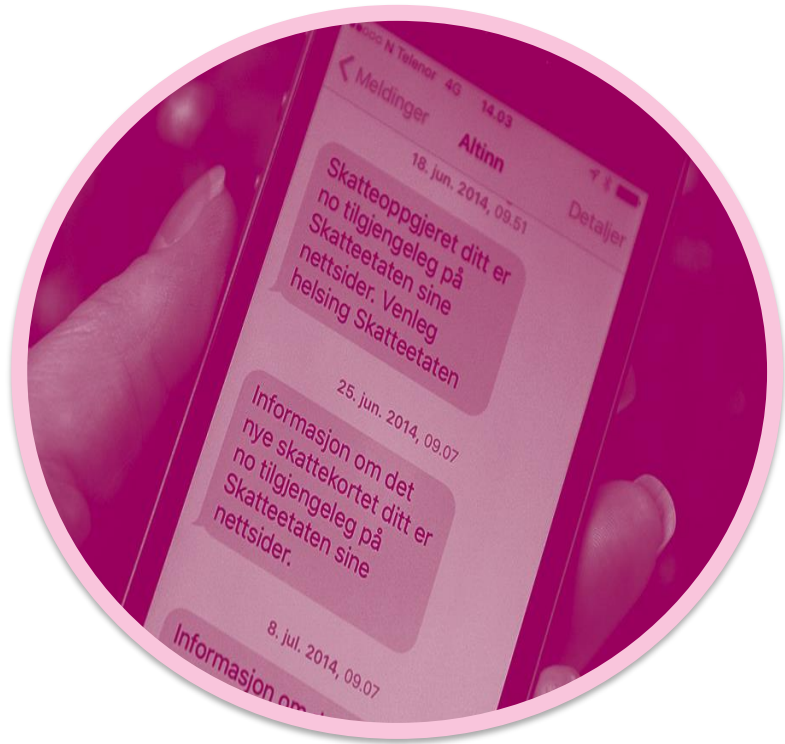 N Telenor 4G 14.03
Meldinger Altinn Detaljer
18. jun. 2014, 09.51
Skatteoppgjeret ditt er
no tilgjengeleg på
Skatteetaten sine
nettsider. Venleg
helsing Skatteetaten
25. jun. 2014, 09.07
Informasjon om det
nye skattekortet ditt er
no tilgjengeleg på
Skatteetaten sine
nettsider.
8. jul. 2014, 09.07
Informasjon om